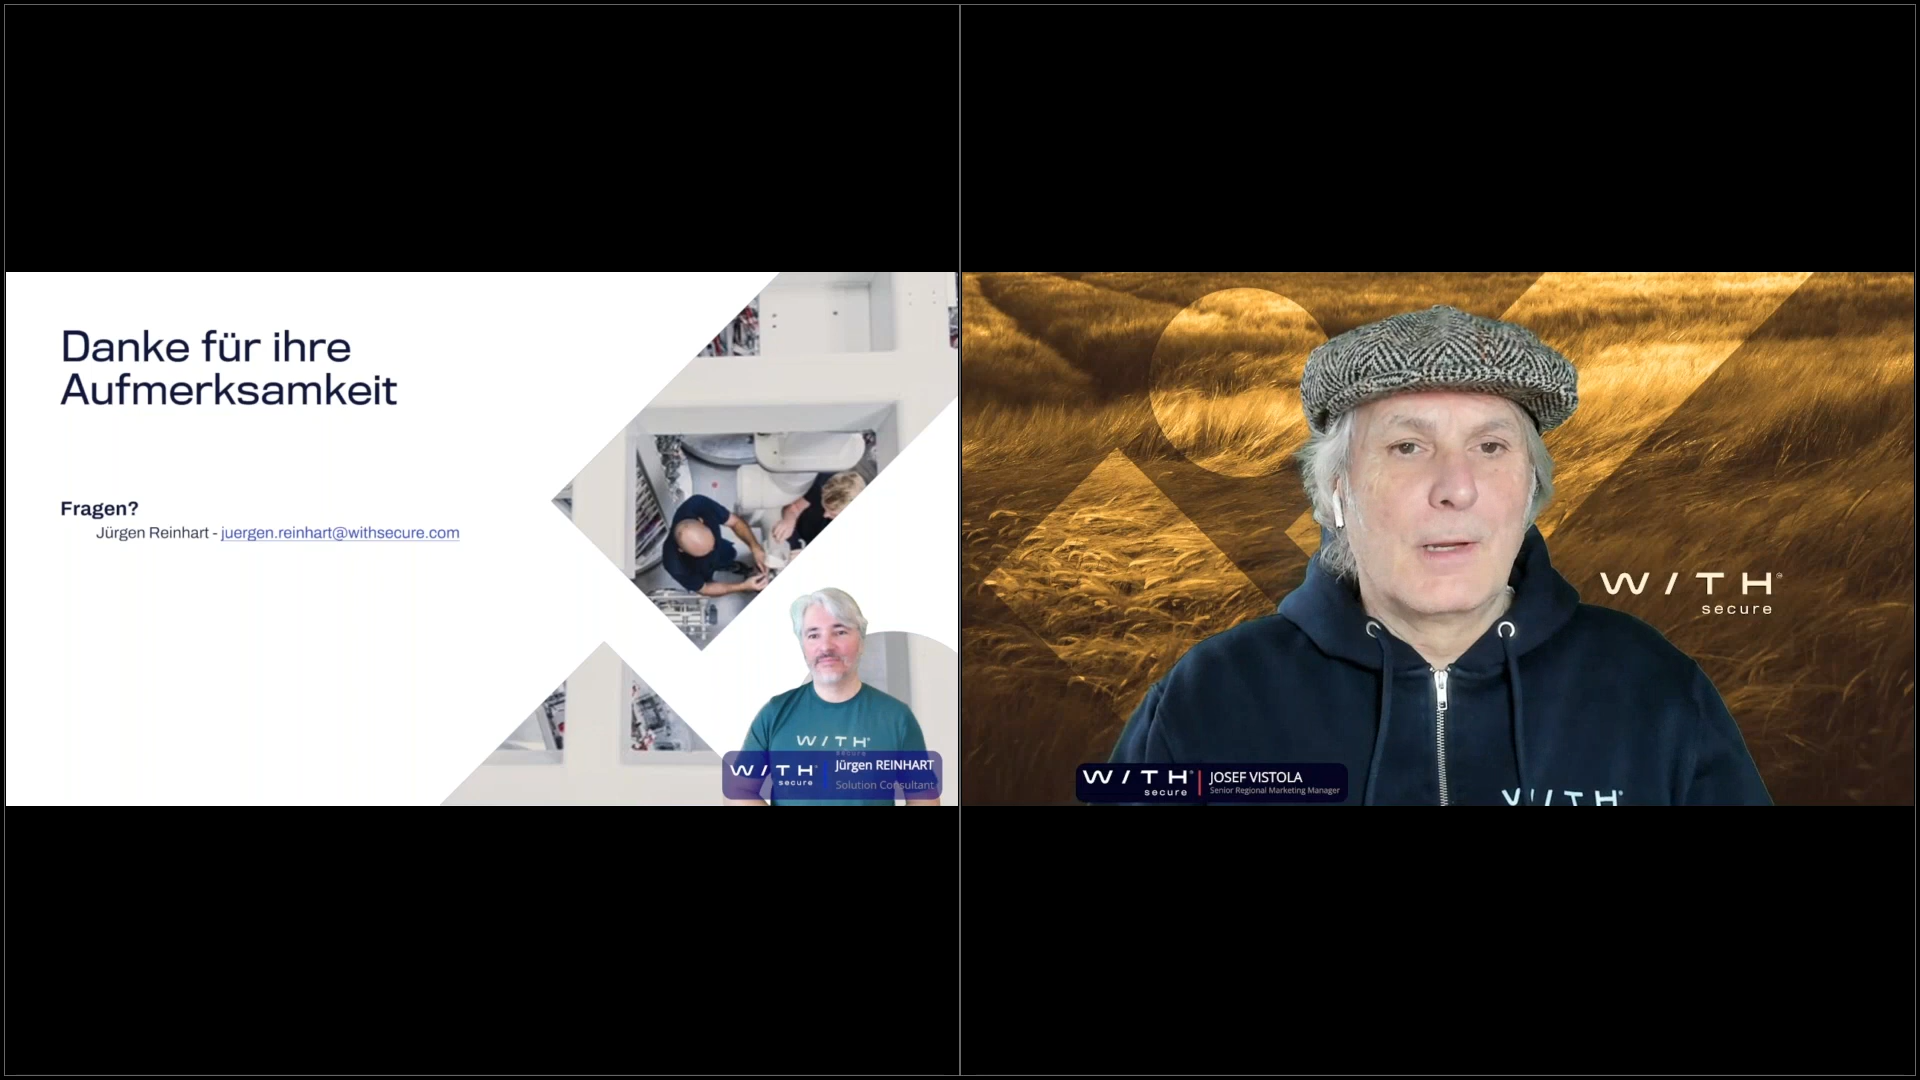 Danke für ihre
Aufmerksamkeit
Fragen?
Jürgen Reinhart - juergen.reinhart@withsecure.com
W/TH®
secure
W/TH®
secure
Jürgen REINHART
Solution Consultant
W/TH®
secure
W/TH®
secure
JOSEF VISTOLA
Senior Regional Marketing Manager
W/TH®